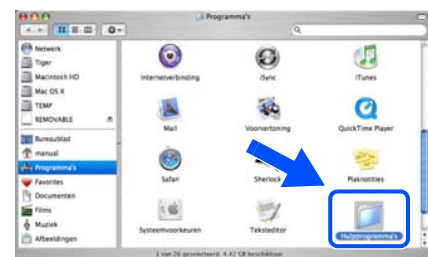 Programma's
Netwerk
Tiger
Macintosh HD
Mac OS X
TEMP
REMOVABLE
Bureaublad
manual
Programma's
Favorites
Documenten
Films
Muziek
Afbeeldingen
Internetverbinding
iSync
iTunes
Mail
Voorvertoning
QuickTime Player
Safari
Sherlock
Plaknotities
Systeemvoorkeuren
Teksteditor
Hulpprogramma's
1 van 26 geselecteerd, 4,42 GB beschikbaar